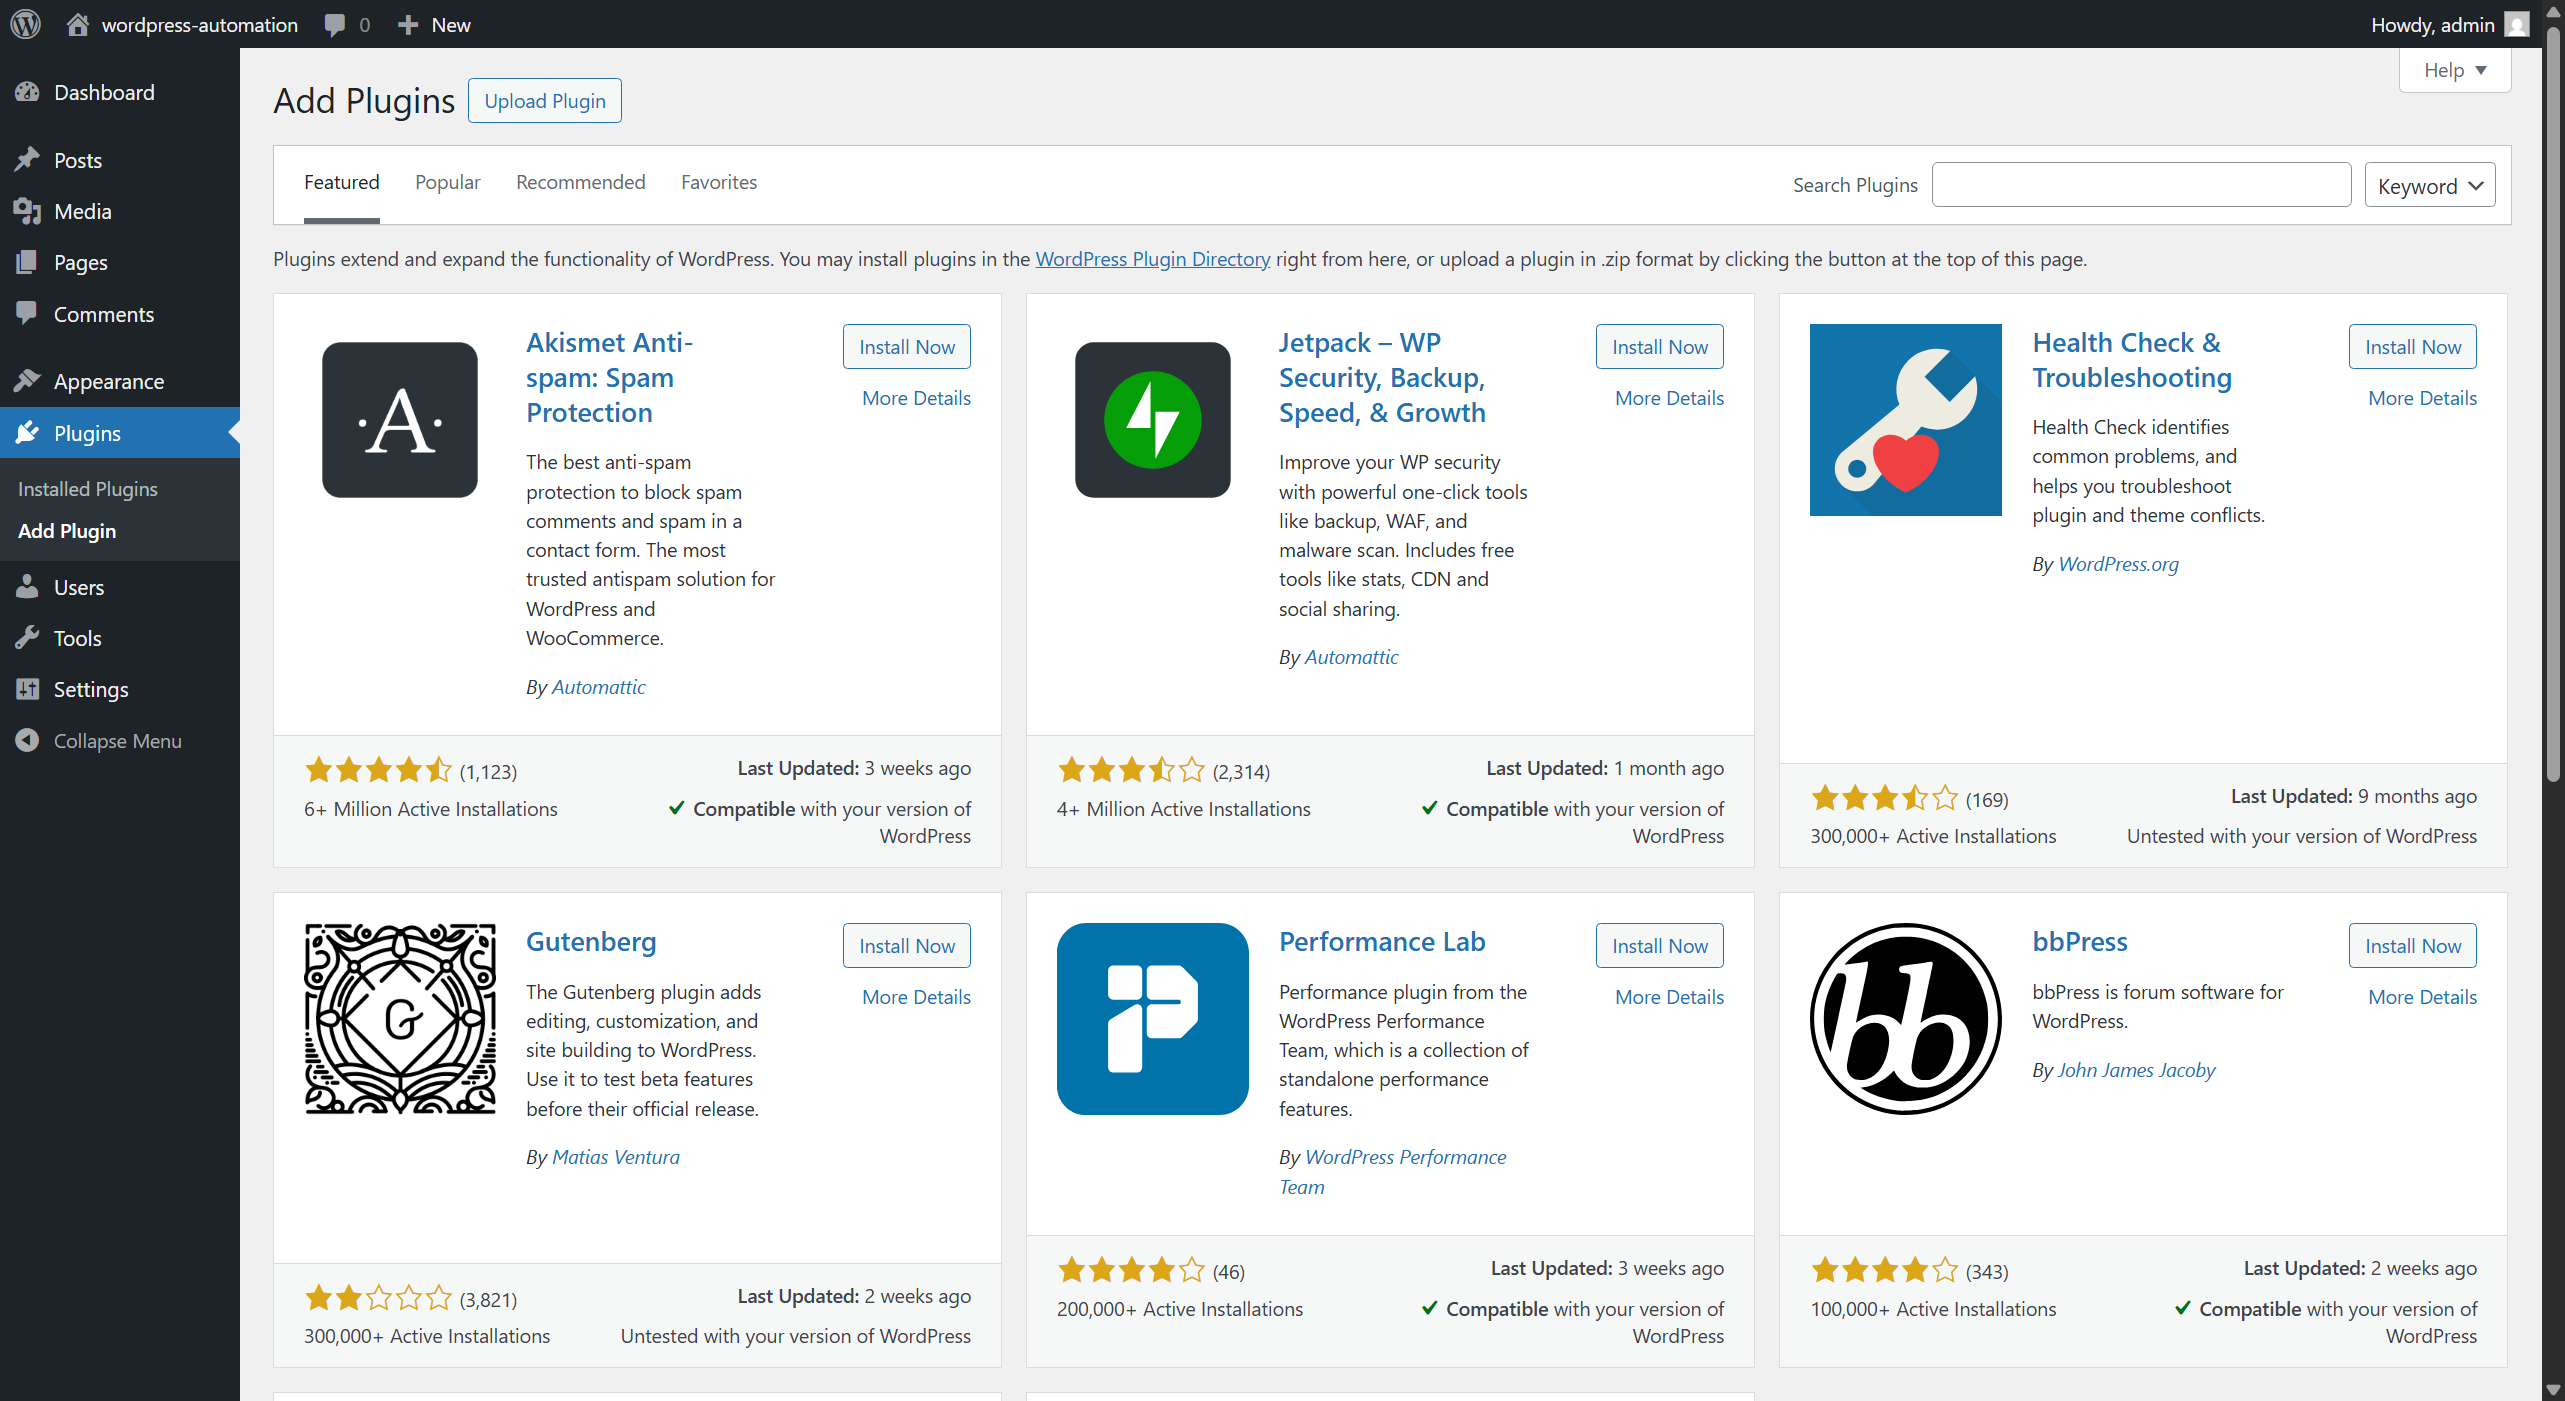 wordpress-automation
0
New
Howdy, admin
Dashboard
Posts
Media
Pages
Comments
Appearance
Plugins
Installed Plugins
Add Plugin
Users
Tools
Settings
Collapse Menu
Help
Add Plugins
Upload Plugin
Featured
Popular
Recommended
Favorites
Search Plugins
Keyword
Plugins extend and expand the functionality of WordPress. You may install plugins in the WordPress Plugin Directory right from here, or upload a plugin in .zip format by clicking the button at the top of this page.
·A·
Akismet Anti-
spam: Spam
Protection
Install Now
More Details
The best anti-spam
protection to block spam
comments and spam in a
contact form. The most
trusted antispam solution for
WordPress and
WooCommerce.
By Automattic
(1,123)
6+ Million Active Installations
Last Updated: 3 weeks ago
Compatible with your version of
WordPress
Jetpack – WP
Security, Backup,
Speed, & Growth
Install Now
More Details
Improve your WP security
with powerful one-click tools
like backup, WAF, and
malware scan. Includes free
tools like stats, CDN and
social sharing.
By Automattic
(2,314)
4+ Million Active Installations
Last Updated: 1 month ago
Compatible with your version of
WordPress
Health Check &
Troubleshooting
Install Now
More Details
Health Check identifies
common problems, and
helps you troubleshoot
plugin and theme conflicts.
By WordPress.org
(169)
300,000+ Active Installations
Last Updated: 9 months ago
Untested with your version of WordPress
G
Gutenberg
Install Now
More Details
The Gutenberg plugin adds
editing, customization, and
site building to WordPress.
Use it to test beta features
before their official release.
By Matias Ventura
(3,821)
300,000+ Active Installations
Last Updated: 2 weeks ago
Untested with your version of WordPress
P
Performance Lab
Install Now
More Details
Performance plugin from the
WordPress Performance
Team, which is a collection of
standalone performance
features.
By WordPress Performance
Team
(46)
200,000+ Active Installations
Last Updated: 3 weeks ago
Compatible with your version of
WordPress
bb
bbPress
Install Now
More Details
bbPress is forum software for
WordPress.
By John James Jacoby
(343)
100,000+ Active Installations
Last Updated: 2 weeks ago
Compatible with your version of
WordPress